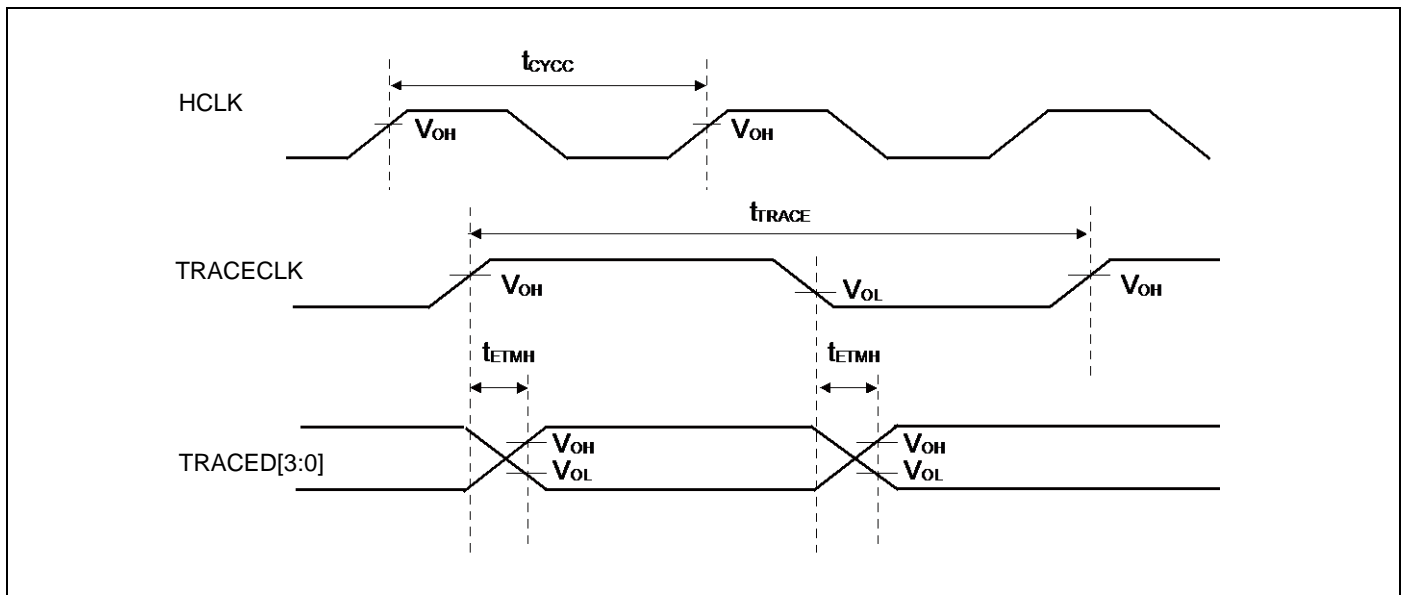 tCYCC
HCLK
VOH VOH
tTRACE
TRACECLK
VOH VOL VOH
tETMH tETMH
TRACED[3:0]
VOH VOH
VOL VOL